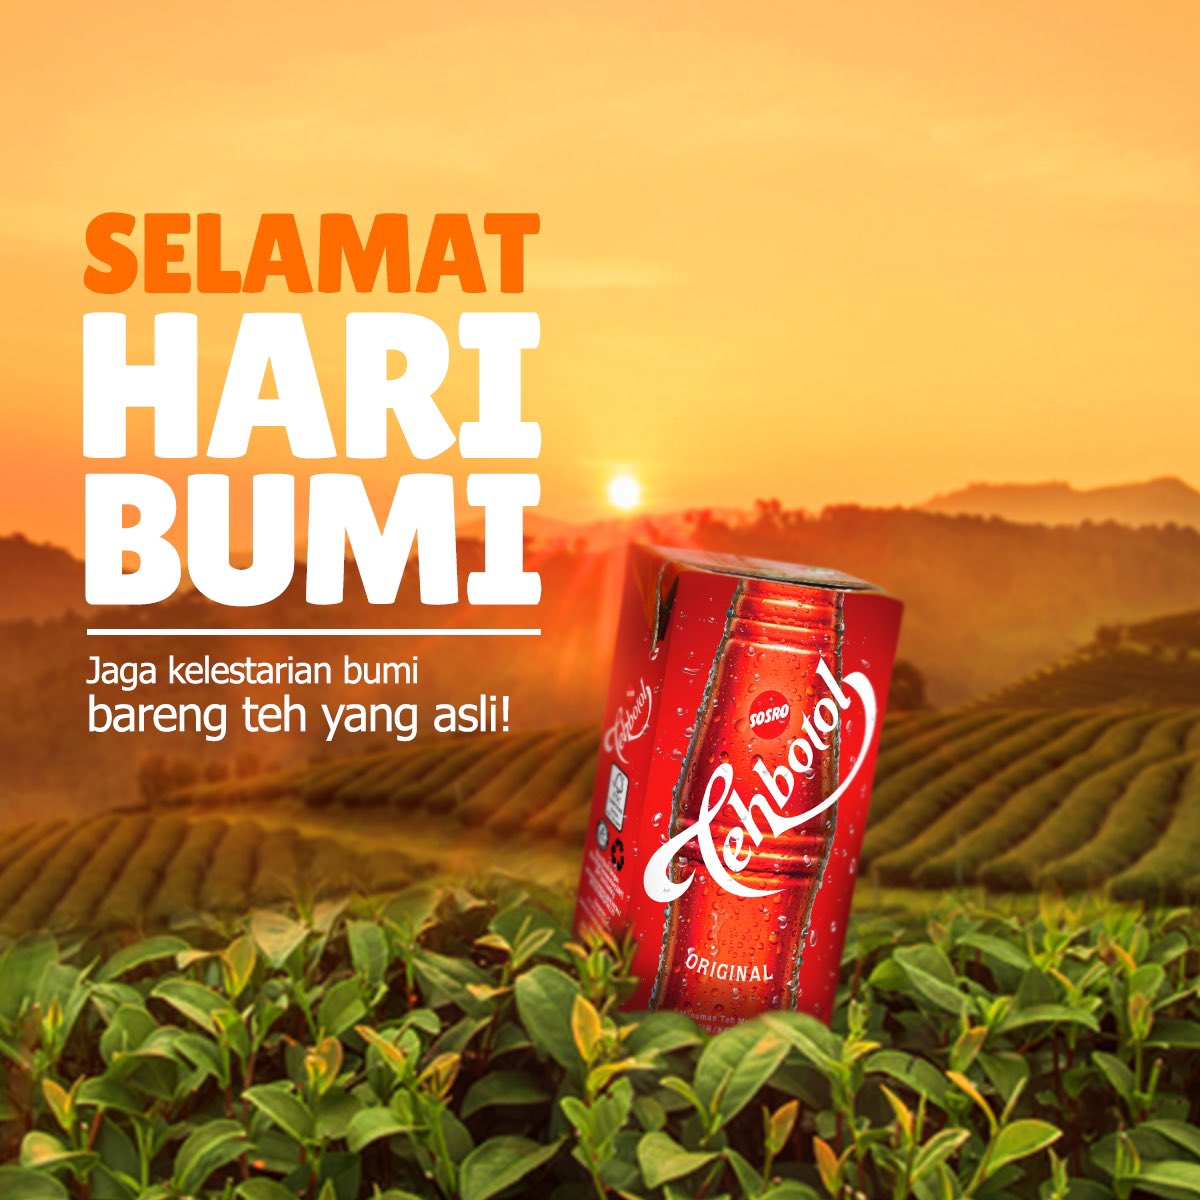 SELAMAT
HARI
BUMI
Jaga kelestarian bumi
bareng teh yang asli!
SOSRO
Tehbotol
ORIGINAL
Tehbotol